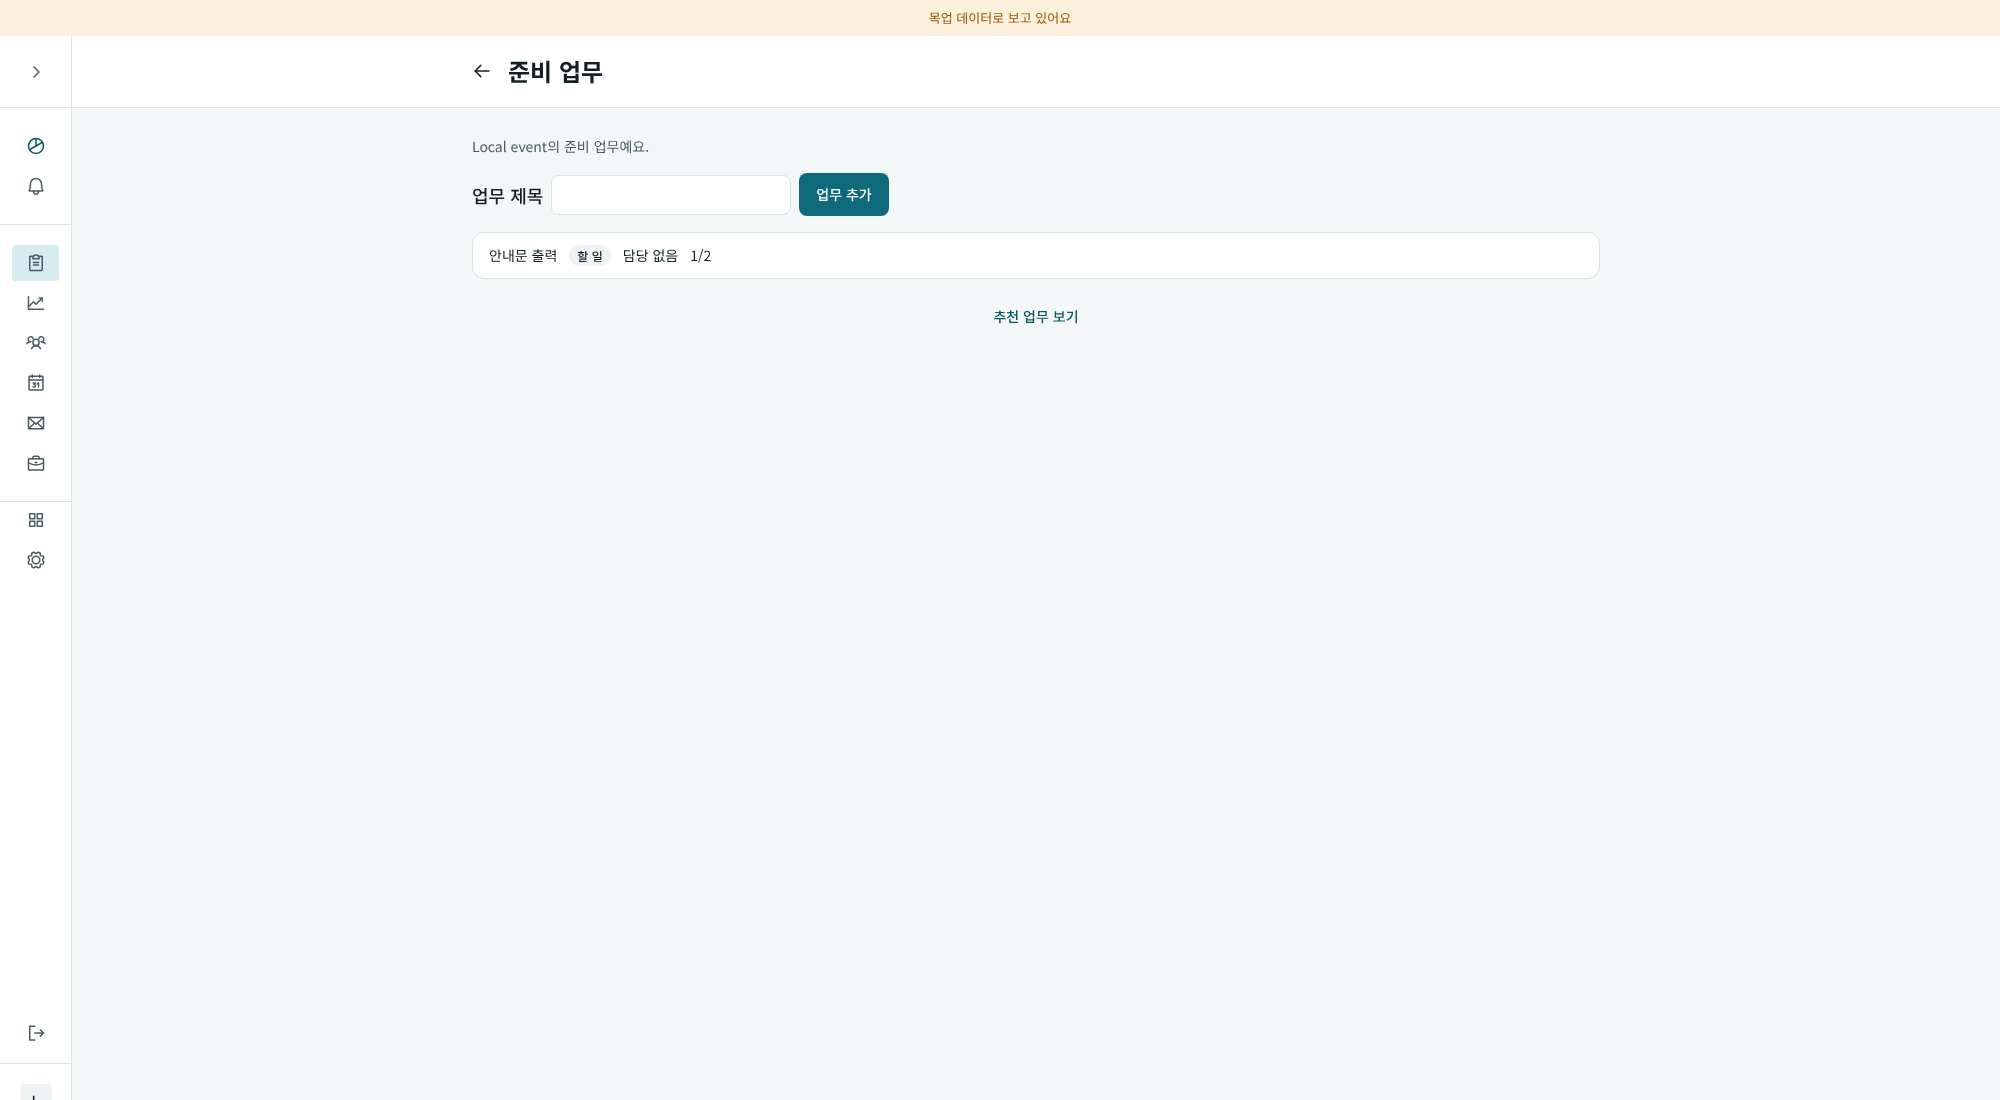 목업 데이터로 보고 있어요
준비 업무
Local event의 준비 업무예요.
업무 제목
업무 추가
안내문 출력 할 일 담당 없음 1/2
추천 업무 보기
31